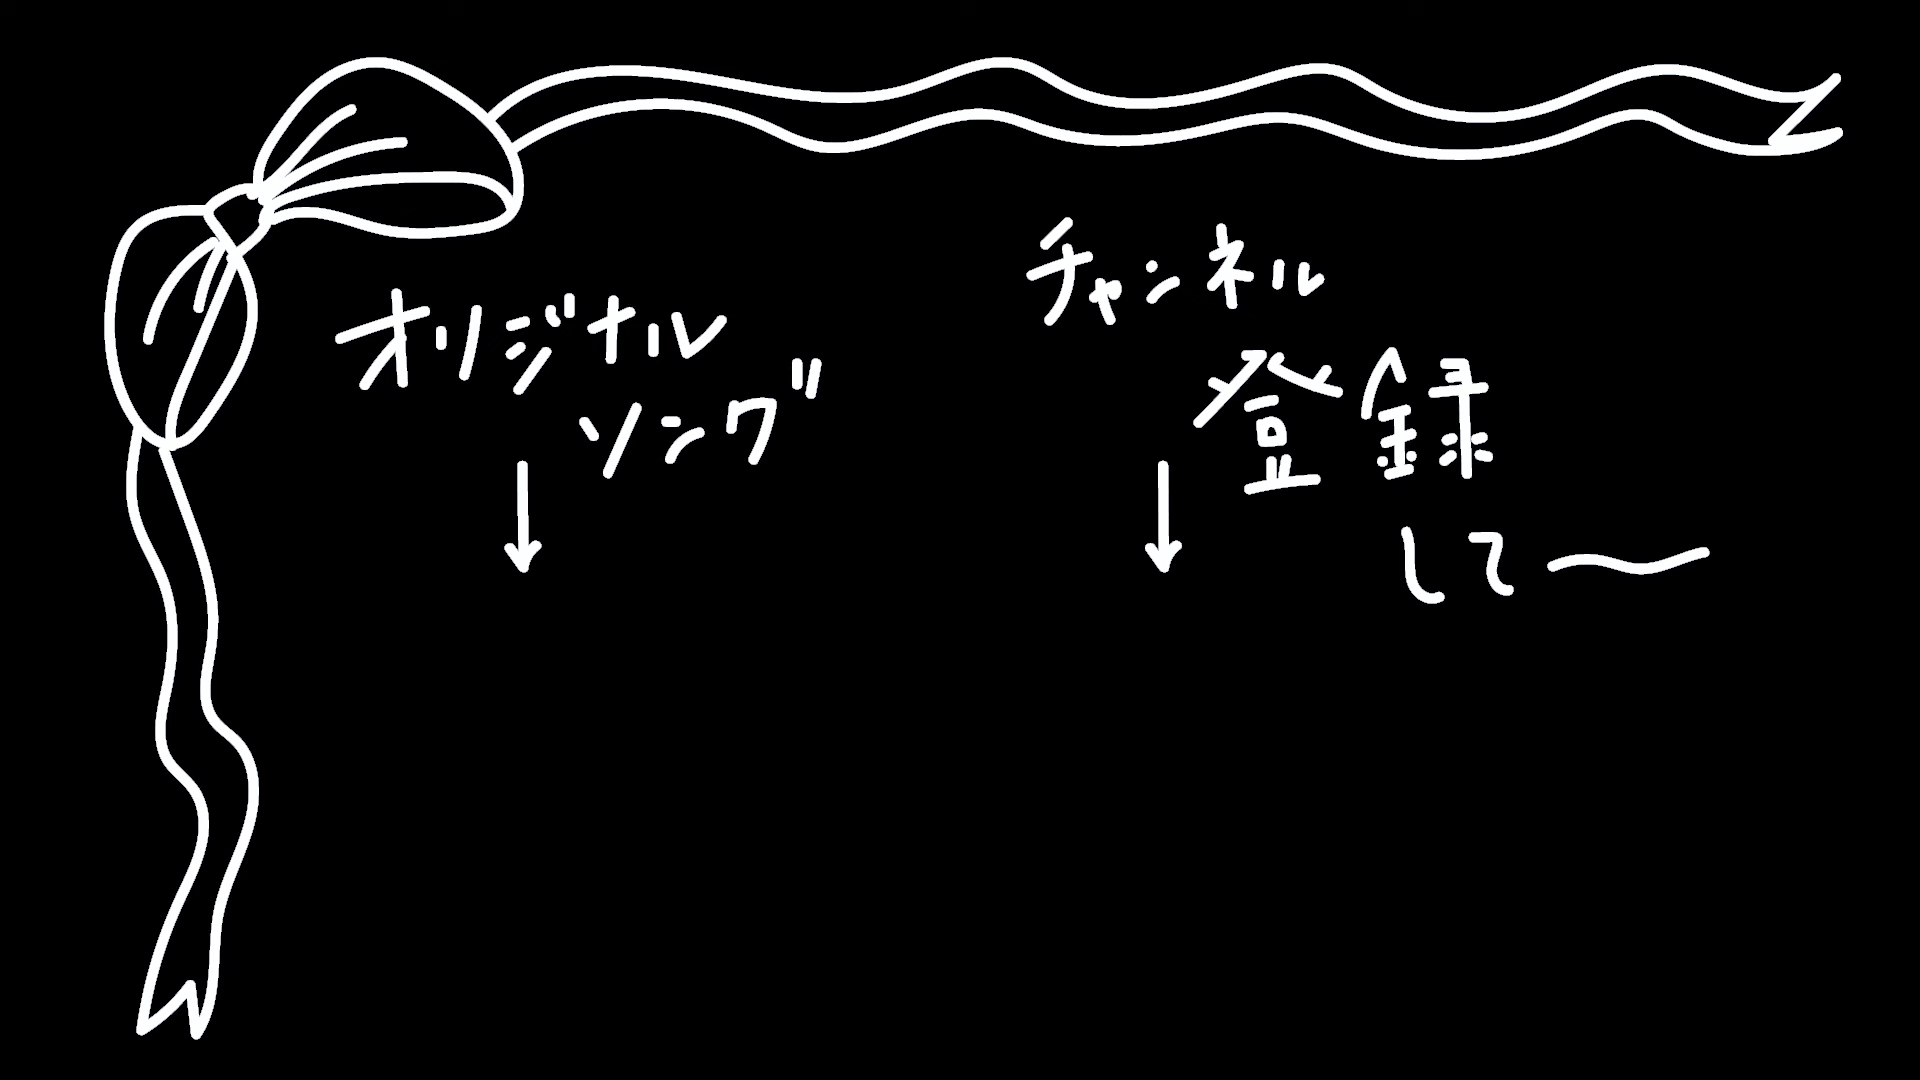 オリジナル
ソング
↓
チャンネル
登録
して〜
↓